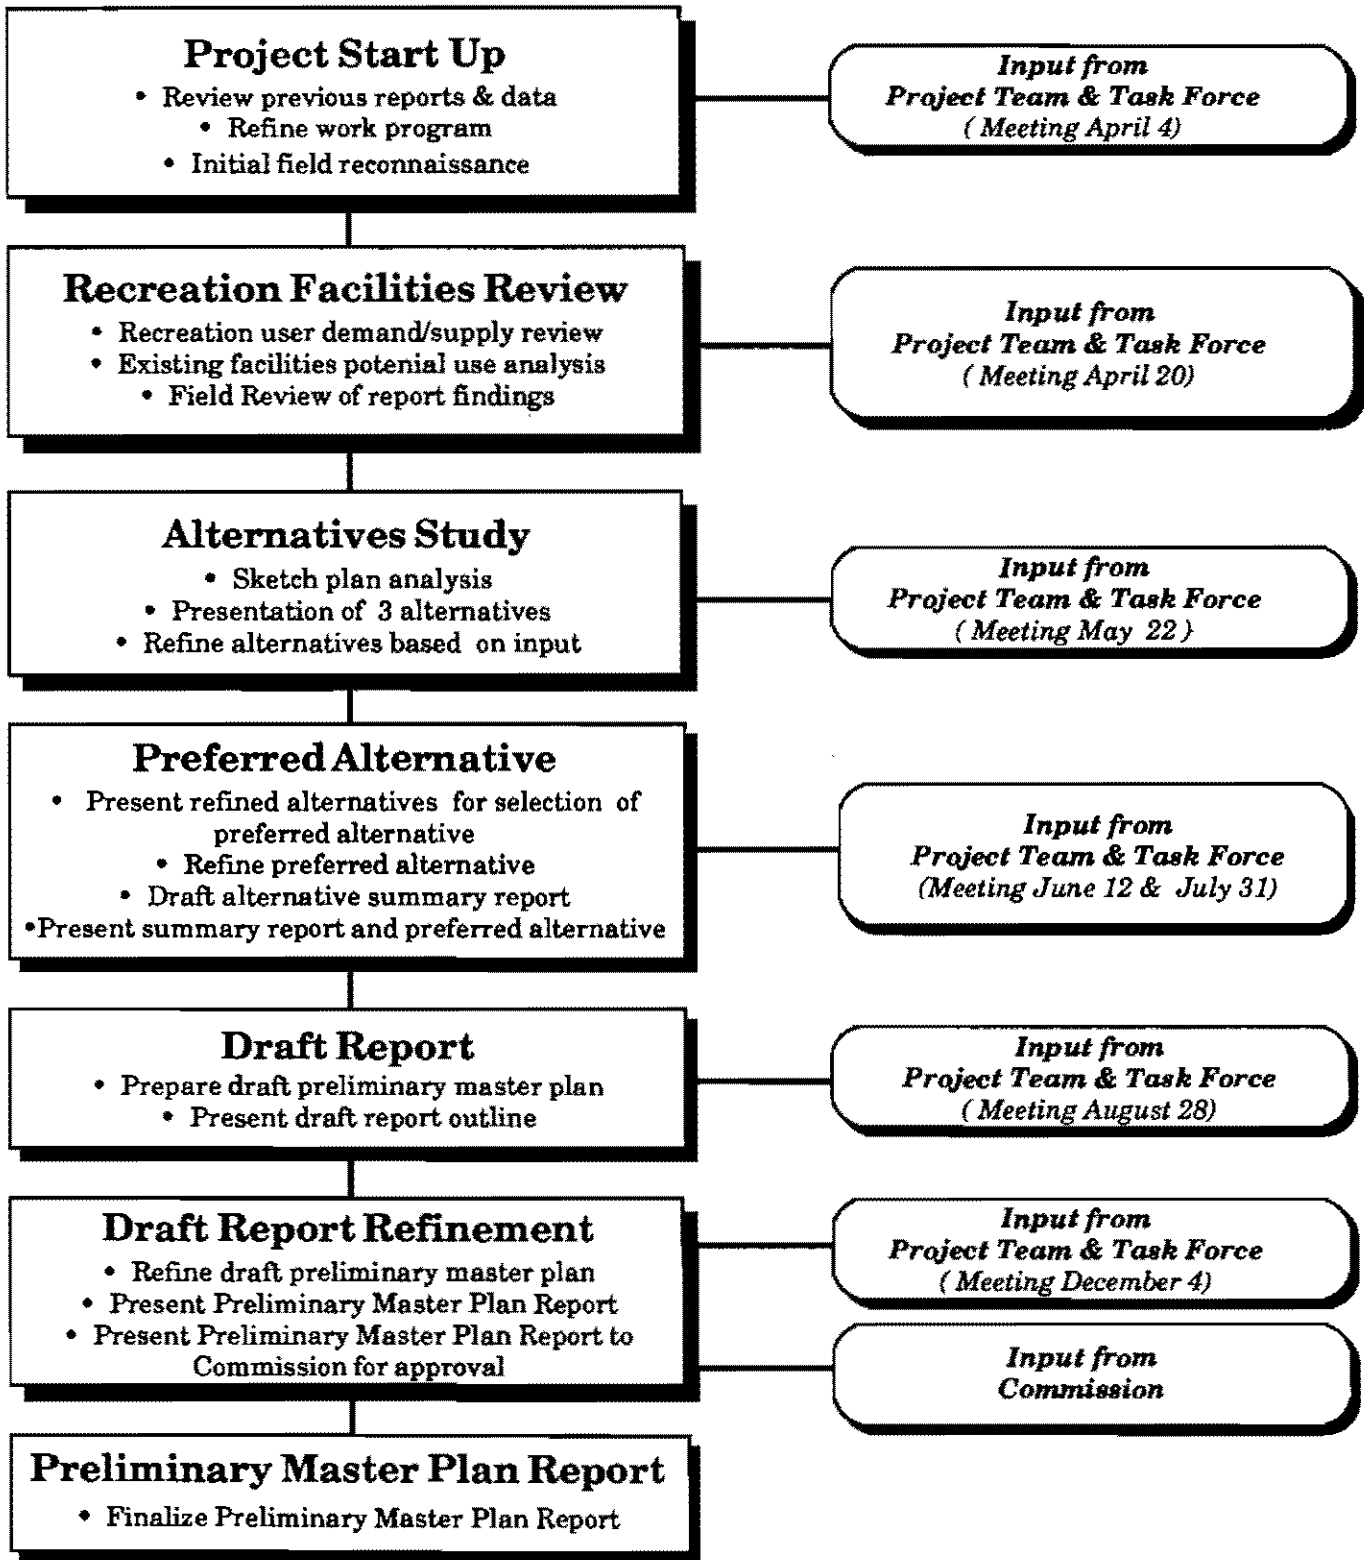 Project Start Up
• Review previous reports & data
• Refine work program
• Initial field reconnaissance
Input from
Project Team & Task Force
( Meeting April 4)
Recreation Facilities Review
• Recreation user demand/supply review
• Existing facilities potenial use analysis
• Field Review of report findings
Input from
Project Team & Task Force
( Meeting April 20)
Alternatives Study
• Sketch plan analysis
• Presentation of 3 alternatives
• Refine alternatives based on input
Input from
Project Team & Task Force
( Meeting May 22 )
Preferred Alternative
• Present refined alternatives for selection of
preferred alternative
• Refine preferred alternative
• Draft alternative summary report
•Present summary report and preferred alternative
Input from
Project Team & Task Force
(Meeting June 12 & July 31)
Draft Report
• Prepare draft preliminary master plan
• Present draft report outline
Input from
Project Team & Task Force
( Meeting August 28)
Draft Report Refinement
• Refine draft preliminary master plan
• Present Preliminary Master Plan Report
• Present Preliminary Master Plan Report to
Commission for approval
Input from
Project Team & Task Force
( Meeting December 4)
Input from
Commission
Preliminary Master Plan Report
• Finalize Preliminary Master Plan Report